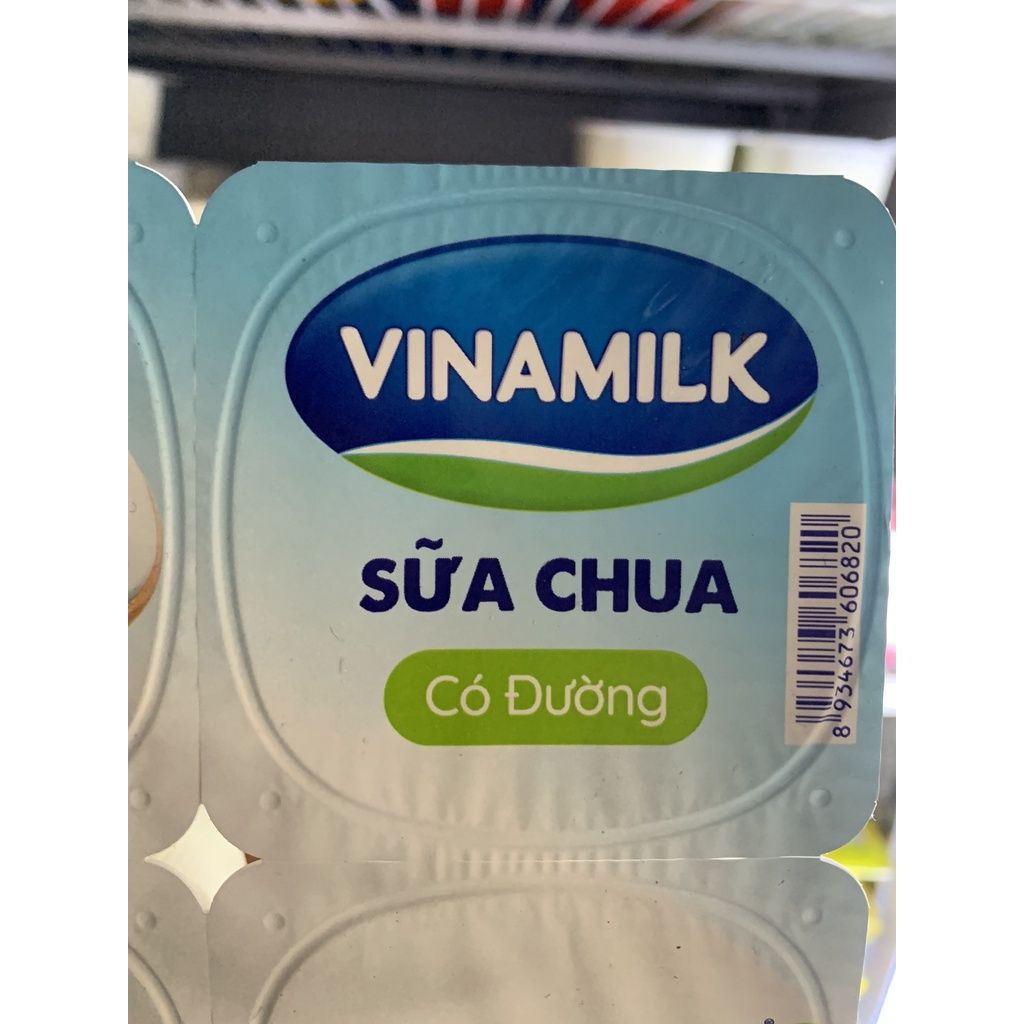 VINAMILK
SỮA CHUA
Có Đường
8 934673 606820